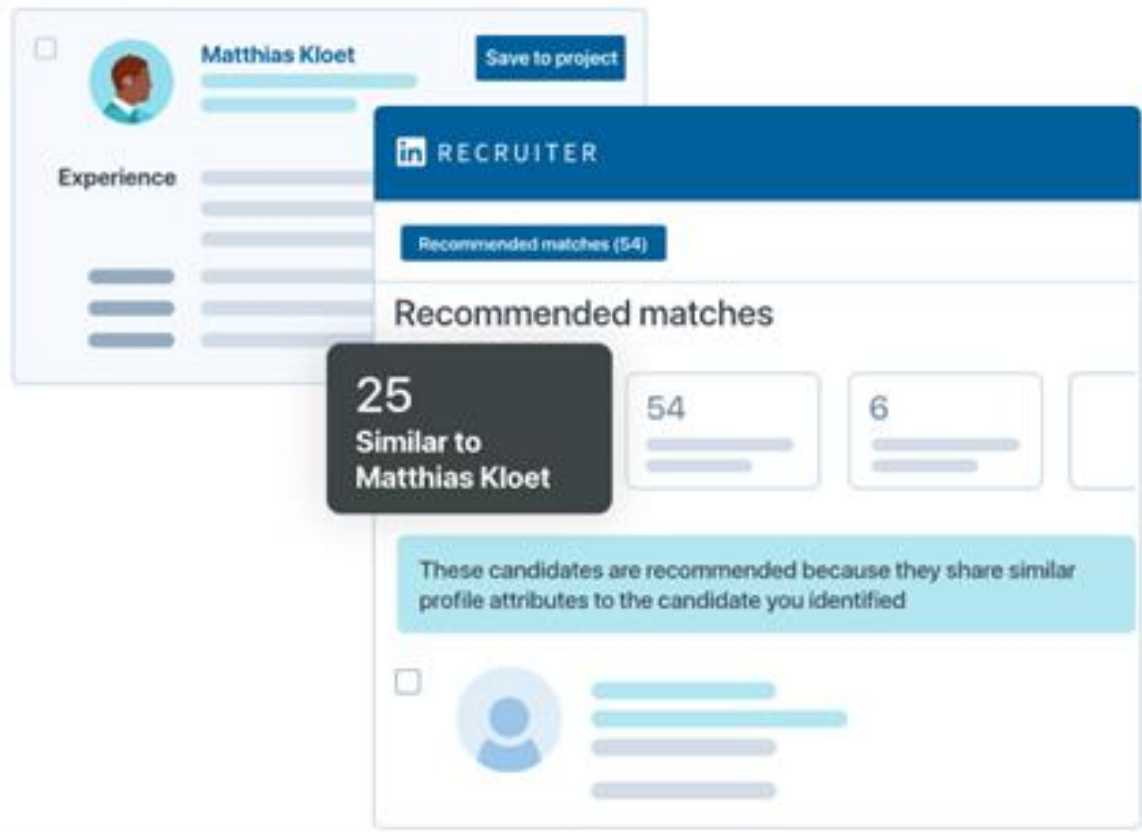 Matthias Kloet
Save to project
Experience
in RECRUITER
Recommended matches (54)
Recommended matches
25
Similar to
Matthias Kloet
54
6
These candidates are recommended because they share similar
profile attributes to the candidate you identified